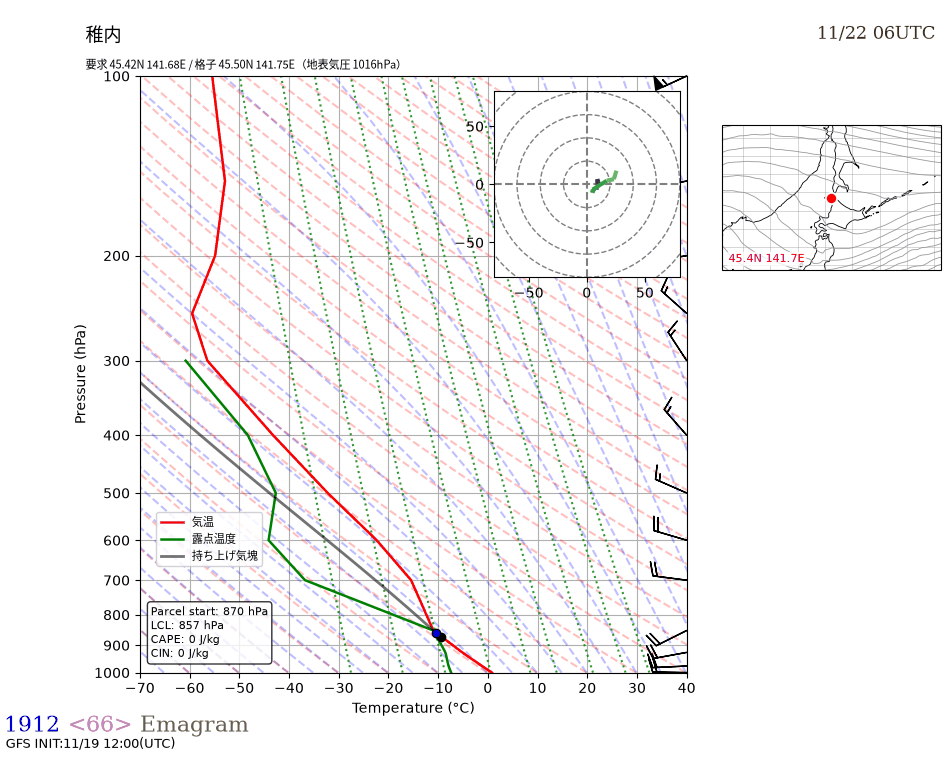 稚内
11/22 06UTC
要求 45.42N 141.68E / 格子 45.50N 141.75E（地表気圧 1016hPa）
100
200
300
400
500
600
700
800
900
1000
Pressure (hPa)
50
0
−50
−50 0 50
45.4N 141.7E
気温
露点温度
持ち上げ気塊
Parcel start: 870 hPa
LCL: 857 hPa
CAPE: 0 J/kg
CIN: 0 J/kg
−70 −60 −50 −40 −30 −20 −10 0 10 20 30 40
Temperature (°C)
1912 <66> Emagram
GFS INIT:11/19 12:00(UTC)